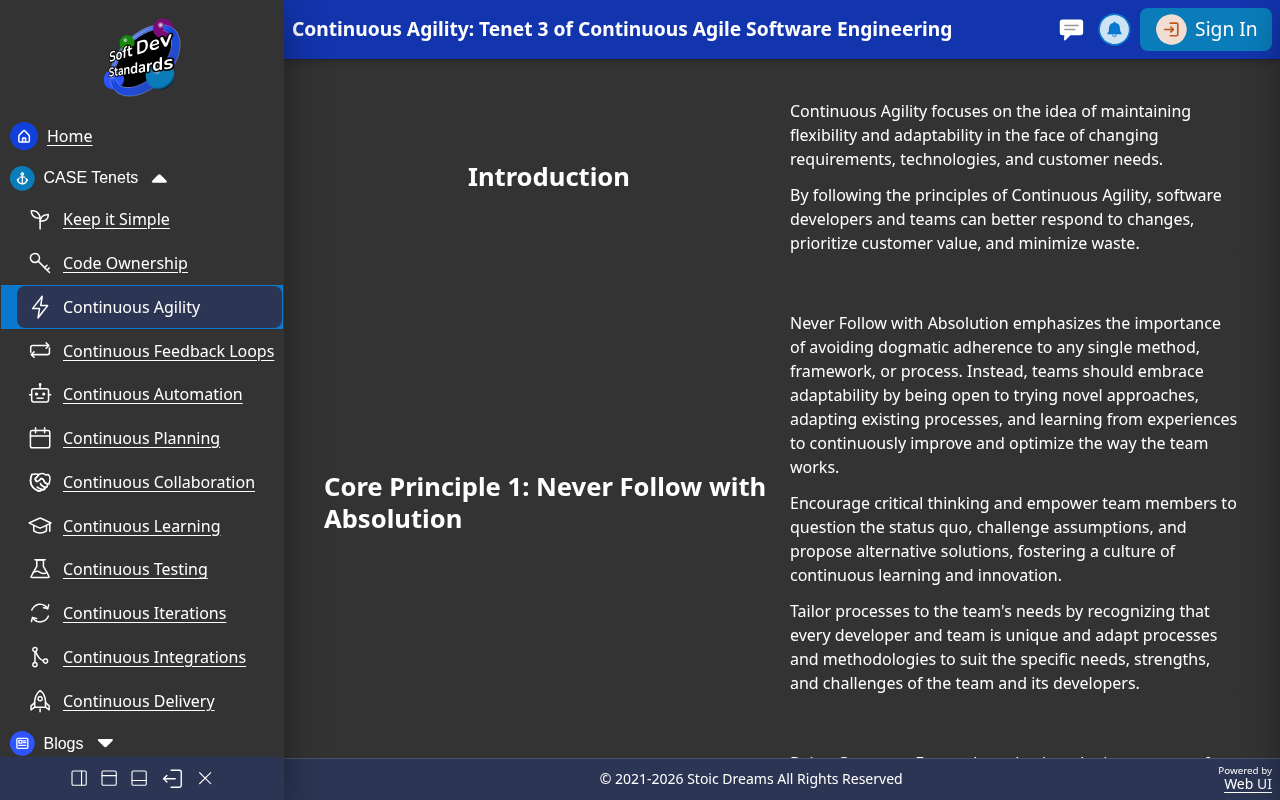 Soft Dev
Standards
Home
CASE Tenets
Keep it Simple
Code Ownership
Continuous Agility
Continuous Feedback Loops
Continuous Automation
Continuous Planning
Continuous Collaboration
Continuous Learning
Continuous Testing
Continuous Iterations
Continuous Integrations
Continuous Delivery
Blogs
Continuous Agility: Tenet 3 of Continuous Agile Software Engineering
Sign In
Introduction
Continuous Agility focuses on the idea of maintaining
flexibility and adaptability in the face of changing
requirements, technologies, and customer needs.
By following the principles of Continuous Agility, software
developers and teams can better respond to changes,
prioritize customer value, and minimize waste.
Core Principle 1: Never Follow with
Absolution
Never Follow with Absolution emphasizes the importance
of avoiding dogmatic adherence to any single method,
framework, or process. Instead, teams should embrace
adaptability by being open to trying novel approaches,
adapting existing processes, and learning from experiences
to continuously improve and optimize the way the team
works.
Encourage critical thinking and empower team members to
question the status quo, challenge assumptions, and
propose alternative solutions, fostering a culture of
continuous learning and innovation.
Tailor processes to the team's needs by recognizing that
every developer and team is unique and adapt processes
and methodologies to suit the specific needs, strengths,
and challenges of the team and its developers.
© 2021-2026 Stoic Dreams All Rights Reserved
Powered by
Web UI